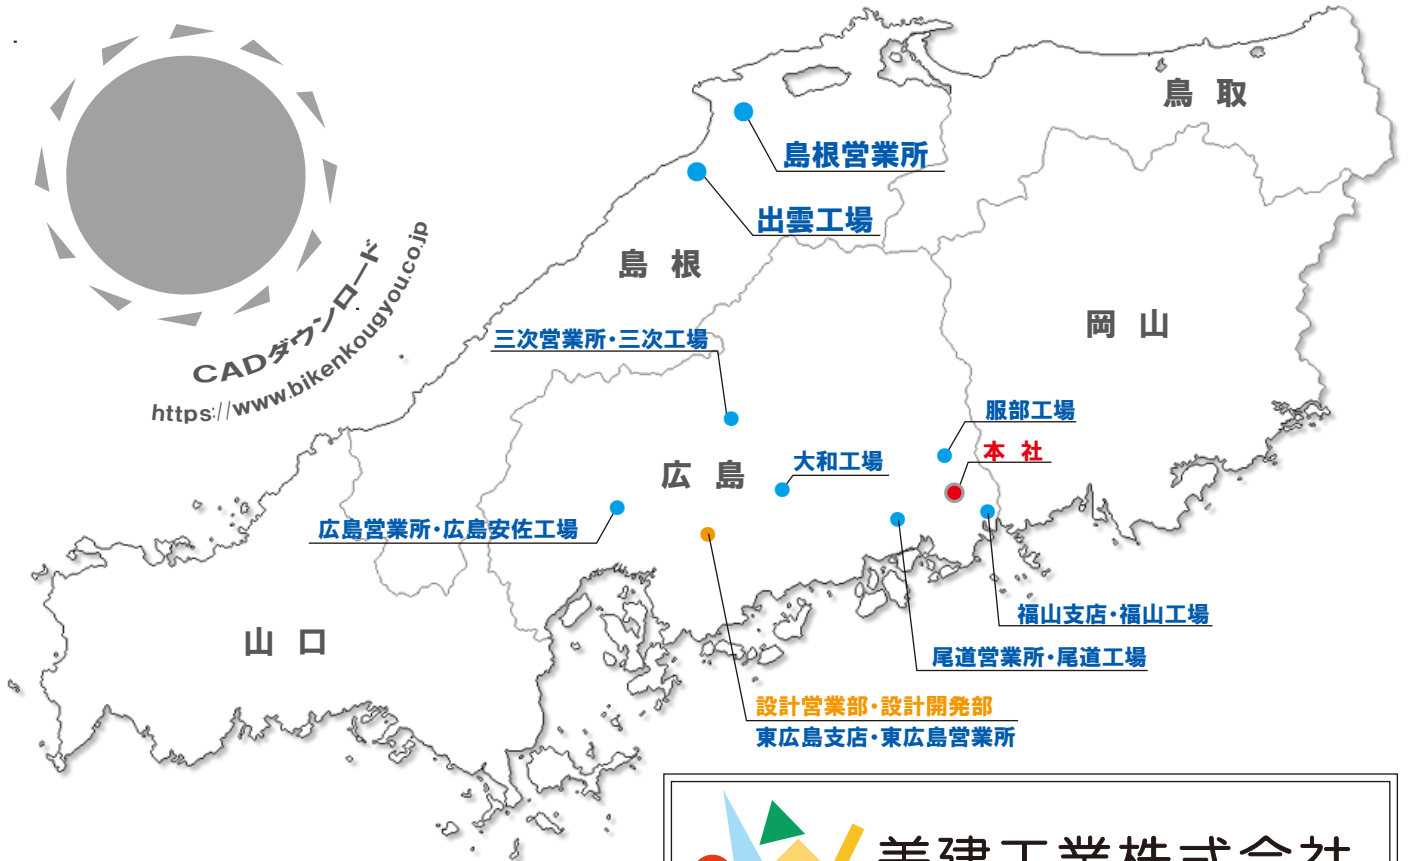 鳥取
島根営業所
出雲工場
島根
CADダウンロード
https://www.bikenkougyou.co.jp
岡山
三次営業所・三次工場
服部工場
本社
大和工場
広島
広島営業所・広島安佐工場
福山支店・福山工場
山口
尾道営業所・尾道工場
設計営業部・設計開発部
東広島支店・東広島営業所
美建工業株式会社